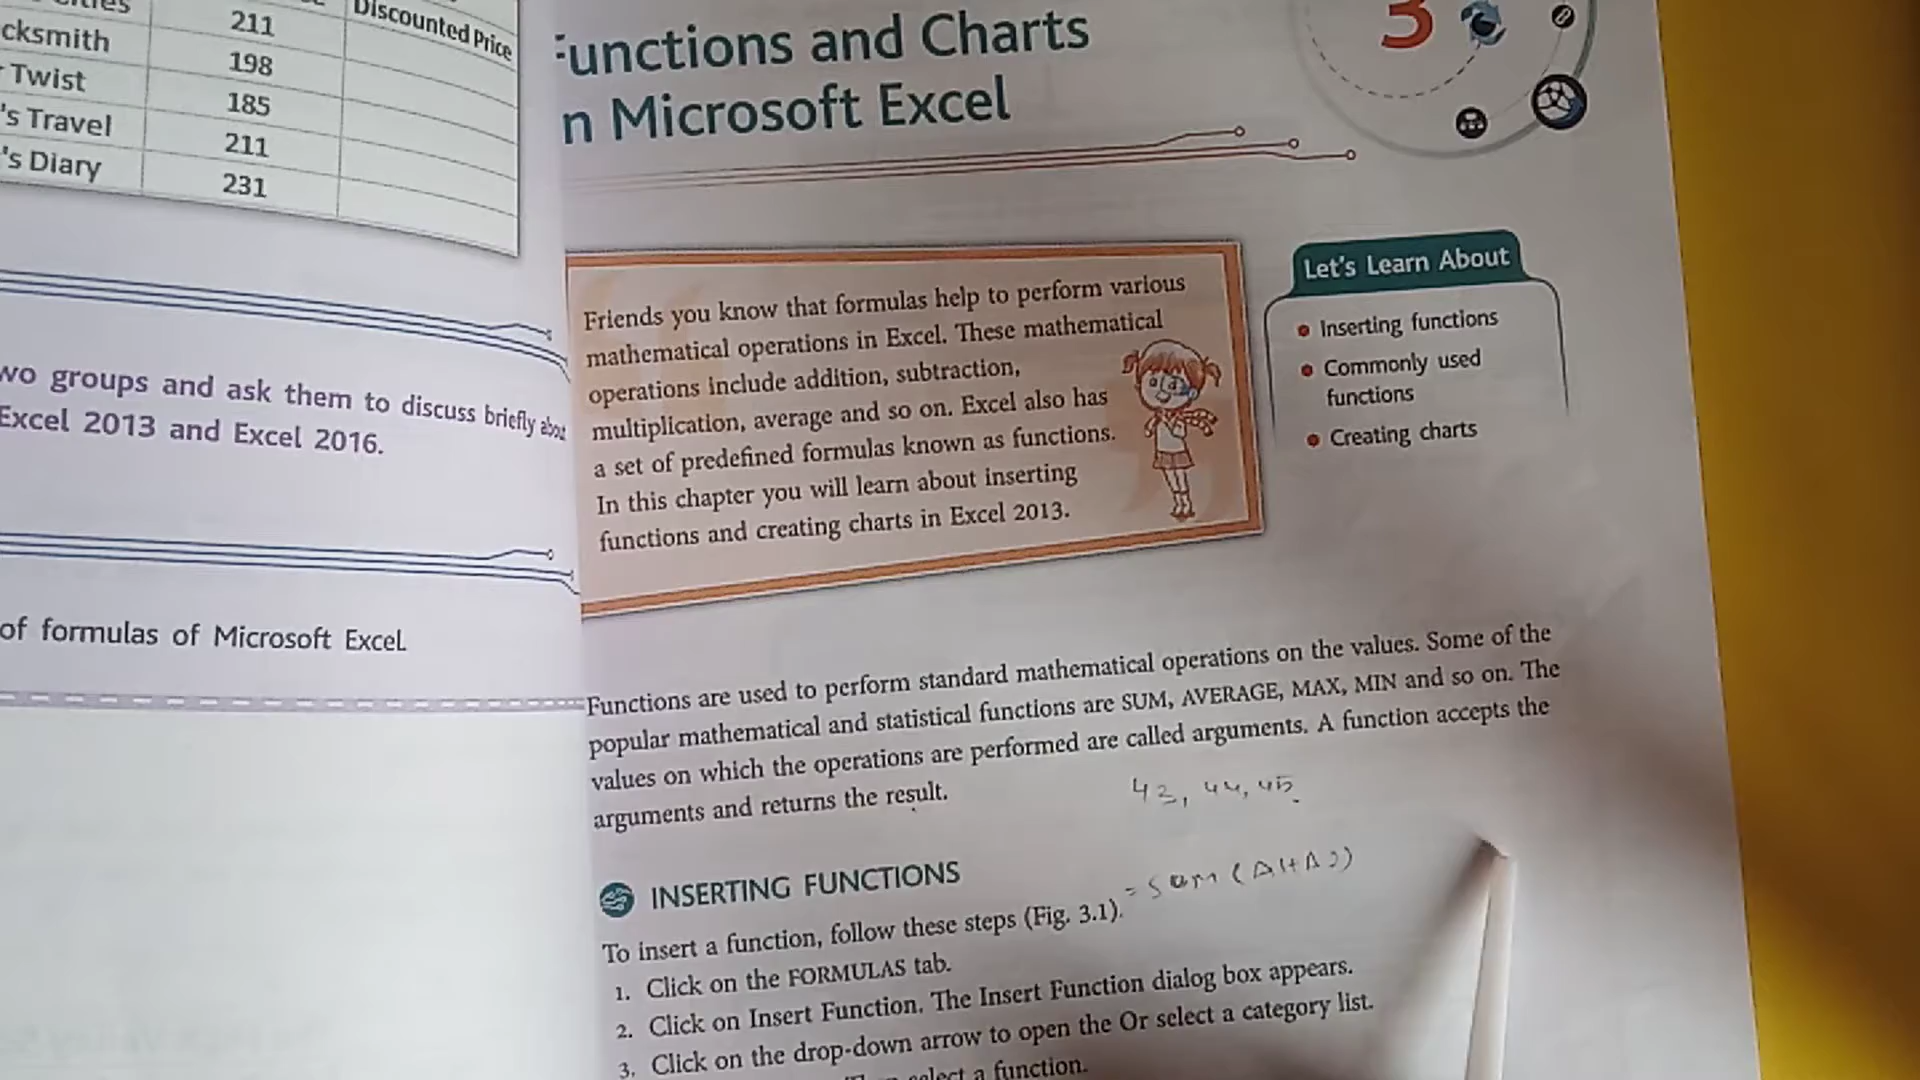 Discounted Price
211
cksmith 198
Twist 185
's Travel 211
's Diary 231
wo groups and ask them to discuss briefly
Excel 2013 and Excel 2016.
of formulas of Microsoft Excel.
3
unctions and Charts
n Microsoft Excel
Friends you know that formulas help to perform various
mathematical operations in Excel. These mathematical
operations include addition, subtraction,
multiplication, average and so on. Excel also has
a set of predefined formulas known as functions.
In this chapter you will learn about inserting
functions and creating charts in Excel 2013.
Let's Learn About
Inserting functions
Commonly used
functions
Creating charts
Functions are used to perform standard mathematical operations on the values. Some of the
popular mathematical and statistical functions are SUM, AVERAGE, MAX, MIN and so on. The
values on which the operations are performed are called arguments. A function accepts the
arguments and returns the result.
43, 44, 45
INSERTING FUNCTIONS
= sum (
To insert a function, follow these steps (Fig. 3.1).
1. Click on the FORMULAS tab.
2. Click on Insert Function. The Insert Function dialog box appears.
3. Click on the drop-down arrow to open the Or select a category list.
select a function.